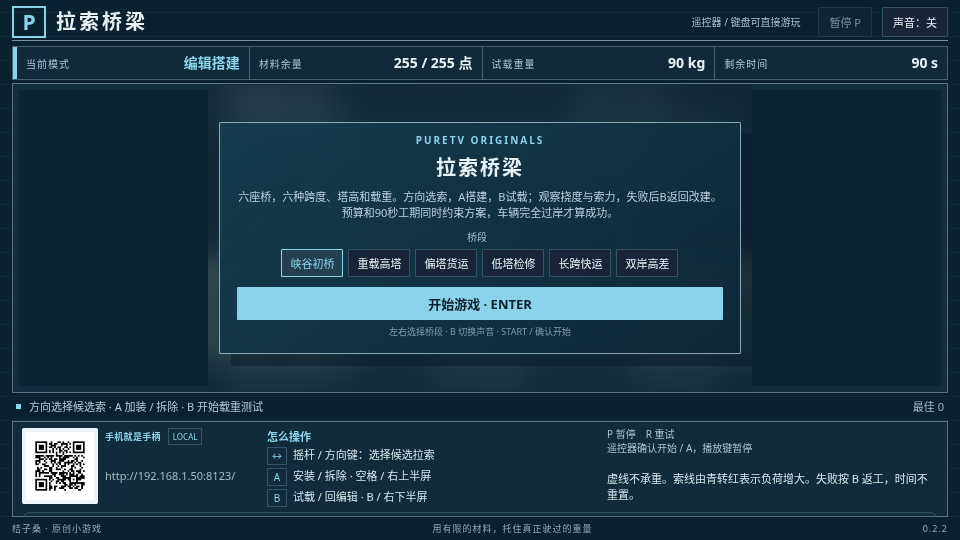 P 拉索桥梁
遥控器 / 键盘可直接游玩
暂停 P
声音：关
当前模式 编辑搭建
材料余量 255 / 255 点
试载重量 90 kg
剩余时间 90 s
PURETV ORIGINALS
拉索桥梁
六座桥，六种跨度、塔高和载重。方向选索，A搭建，B试载；观察挠度与索力，失败后B返回改建。
预算和90秒工期同时约束方案，车辆完全过岸才算成功。
桥段
峡谷初桥 重载高塔 偏塔货运 低塔检修 长跨快运 双岸高差
开始游戏 · ENTER
左右选择桥段 · B 切换声音 · START / 确认开始
方向选择候选索 · A 加装 / 拆除 · B 开始载重测试
最佳 0
手机就是手柄 LOCAL
http://192.168.1.50:8123/
怎么操作
↔ 摇杆 / 方向键：选择候选拉索
A 安装 / 拆除 · 空格 / 右上半屏
B 试载 / 回编辑 · B / 右下半屏
P 暂停 R 重试
遥控器确认开始 / A，播放键暂停
虚线不承重。索线由青转红表示负荷增大。失败按 B 返工，时间不
重置。
桔子桑 · 原创小游戏
用有限的材料，托住真正驶过的重量
0.2.2